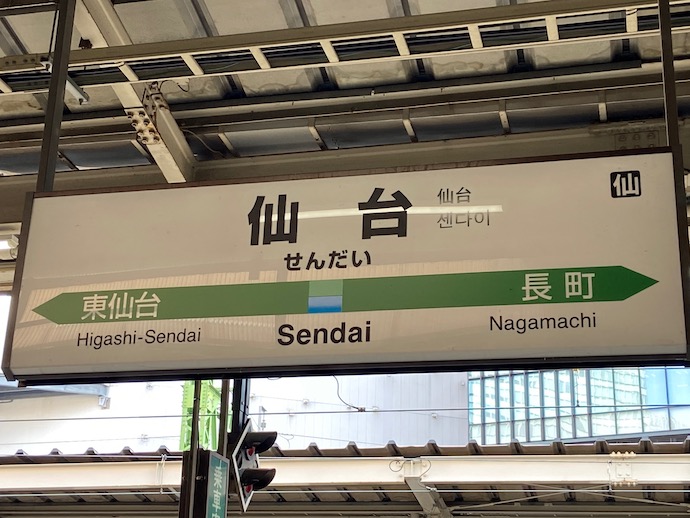 仙台
仙台
센다이
仙
せんだい
東仙台
長町
Higashi-Sendai
Sendai
Nagamachi